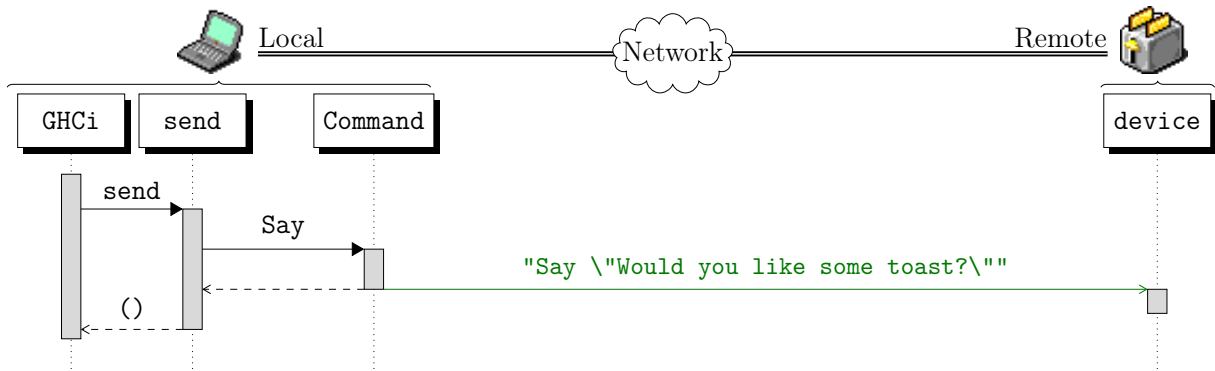 Local
Network
Remote
GHCi
send
Command
device
send
Say
"Say \"Would you like some toast?\""
()